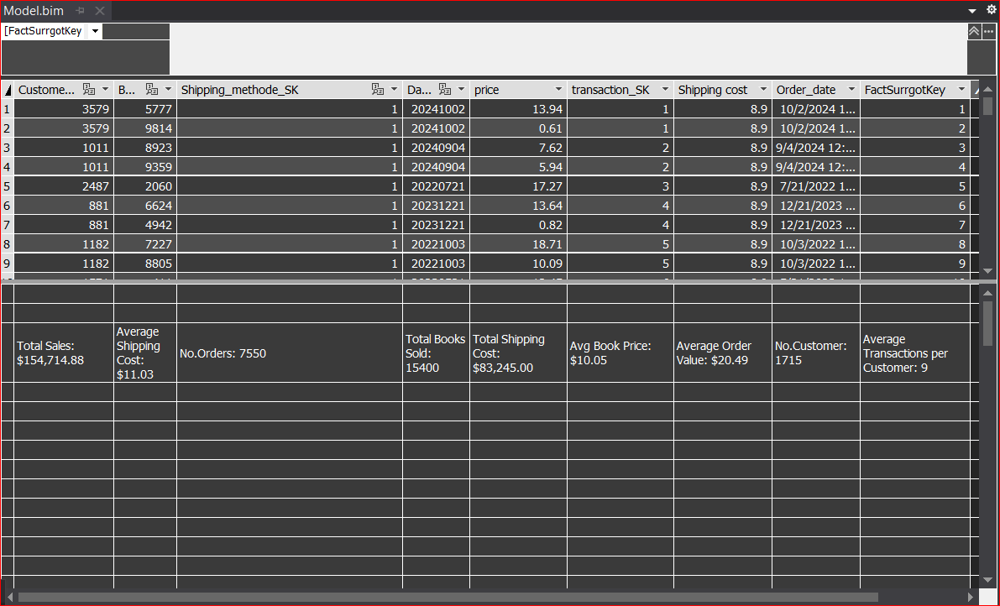 Model.bim
[FactSurrgotKey
Custome... B... Shipping_methode_SK Da... price transaction_SK Shipping cost Order_date FactSurrgotKey
1 3579 5777 1 20241002 13.94 1 8.9 10/2/2024 1... 1
2 3579 9814 1 20241002 0.61 1 8.9 10/2/2024 1... 2
3 1011 8923 1 20240904 7.62 2 8.9 9/4/2024 12:... 3
4 1011 9359 1 20240904 5.94 2 8.9 9/4/2024 12:... 4
5 2487 2060 1 20220721 17.27 3 8.9 7/21/2022 1... 5
6 881 6624 1 20231221 13.64 4 8.9 12/21/2023 ... 6
7 881 4942 1 20231221 0.82 4 8.9 12/21/2023 ... 7
8 1182 7227 1 20221003 18.71 5 8.9 10/3/2022 1... 8
9 1182 8805 1 20221003 10.09 5 8.9 10/3/2022 1... 9
Total Sales:
$154,714.88
Average
Shipping
Cost:
$11.03
No.Orders: 7550
Total Books
Sold:
15400
Total Shipping
Cost:
$83,245.00
Avg Book Price:
$10.05
Average Order
Value: $20.49
No.Customer:
1715
Average
Transactions per
Customer: 9